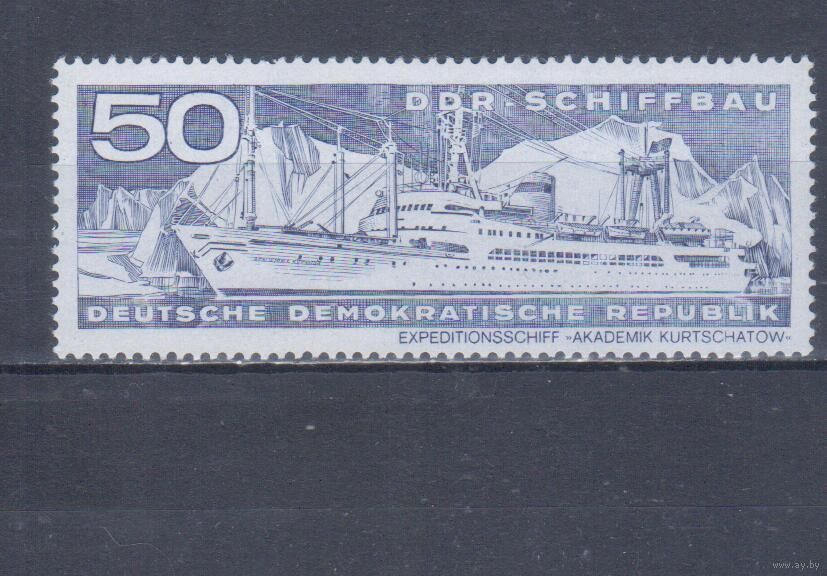 50
DDR-SCHIFFBAU
DEUTSCHE DEMOKRATISCHE REPUBLIK
EXPEDITIONSSCHIFF »AKADEMIK KURTSCHATOW«
www.ay.by